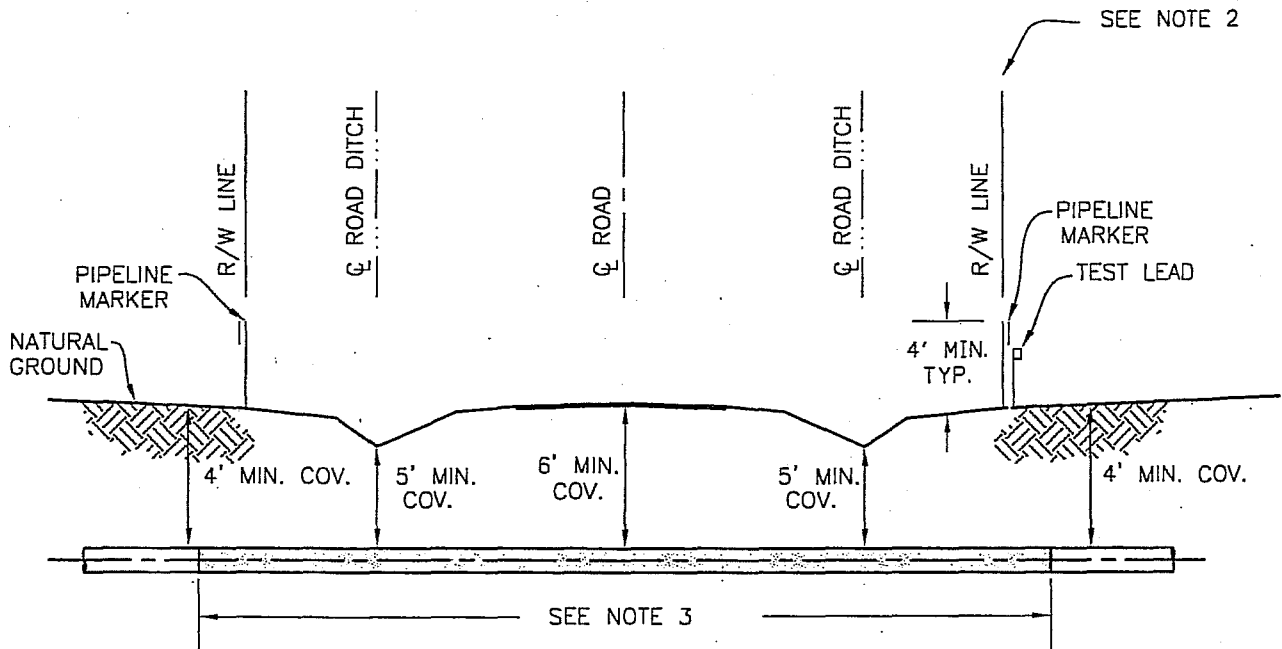 SEE NOTE 2
R/W LINE
℄ ROAD DITCH
℄ ROAD
℄ ROAD DITCH
R/W LINE
PIPELINE
MARKER
PIPELINE
MARKER
TEST LEAD
NATURAL
GROUND
4' MIN.
TYP.
4' MIN. COV.
5' MIN.
COV.
6' MIN.
COV.
5' MIN.
COV.
4' MIN. COV.
SEE NOTE 3